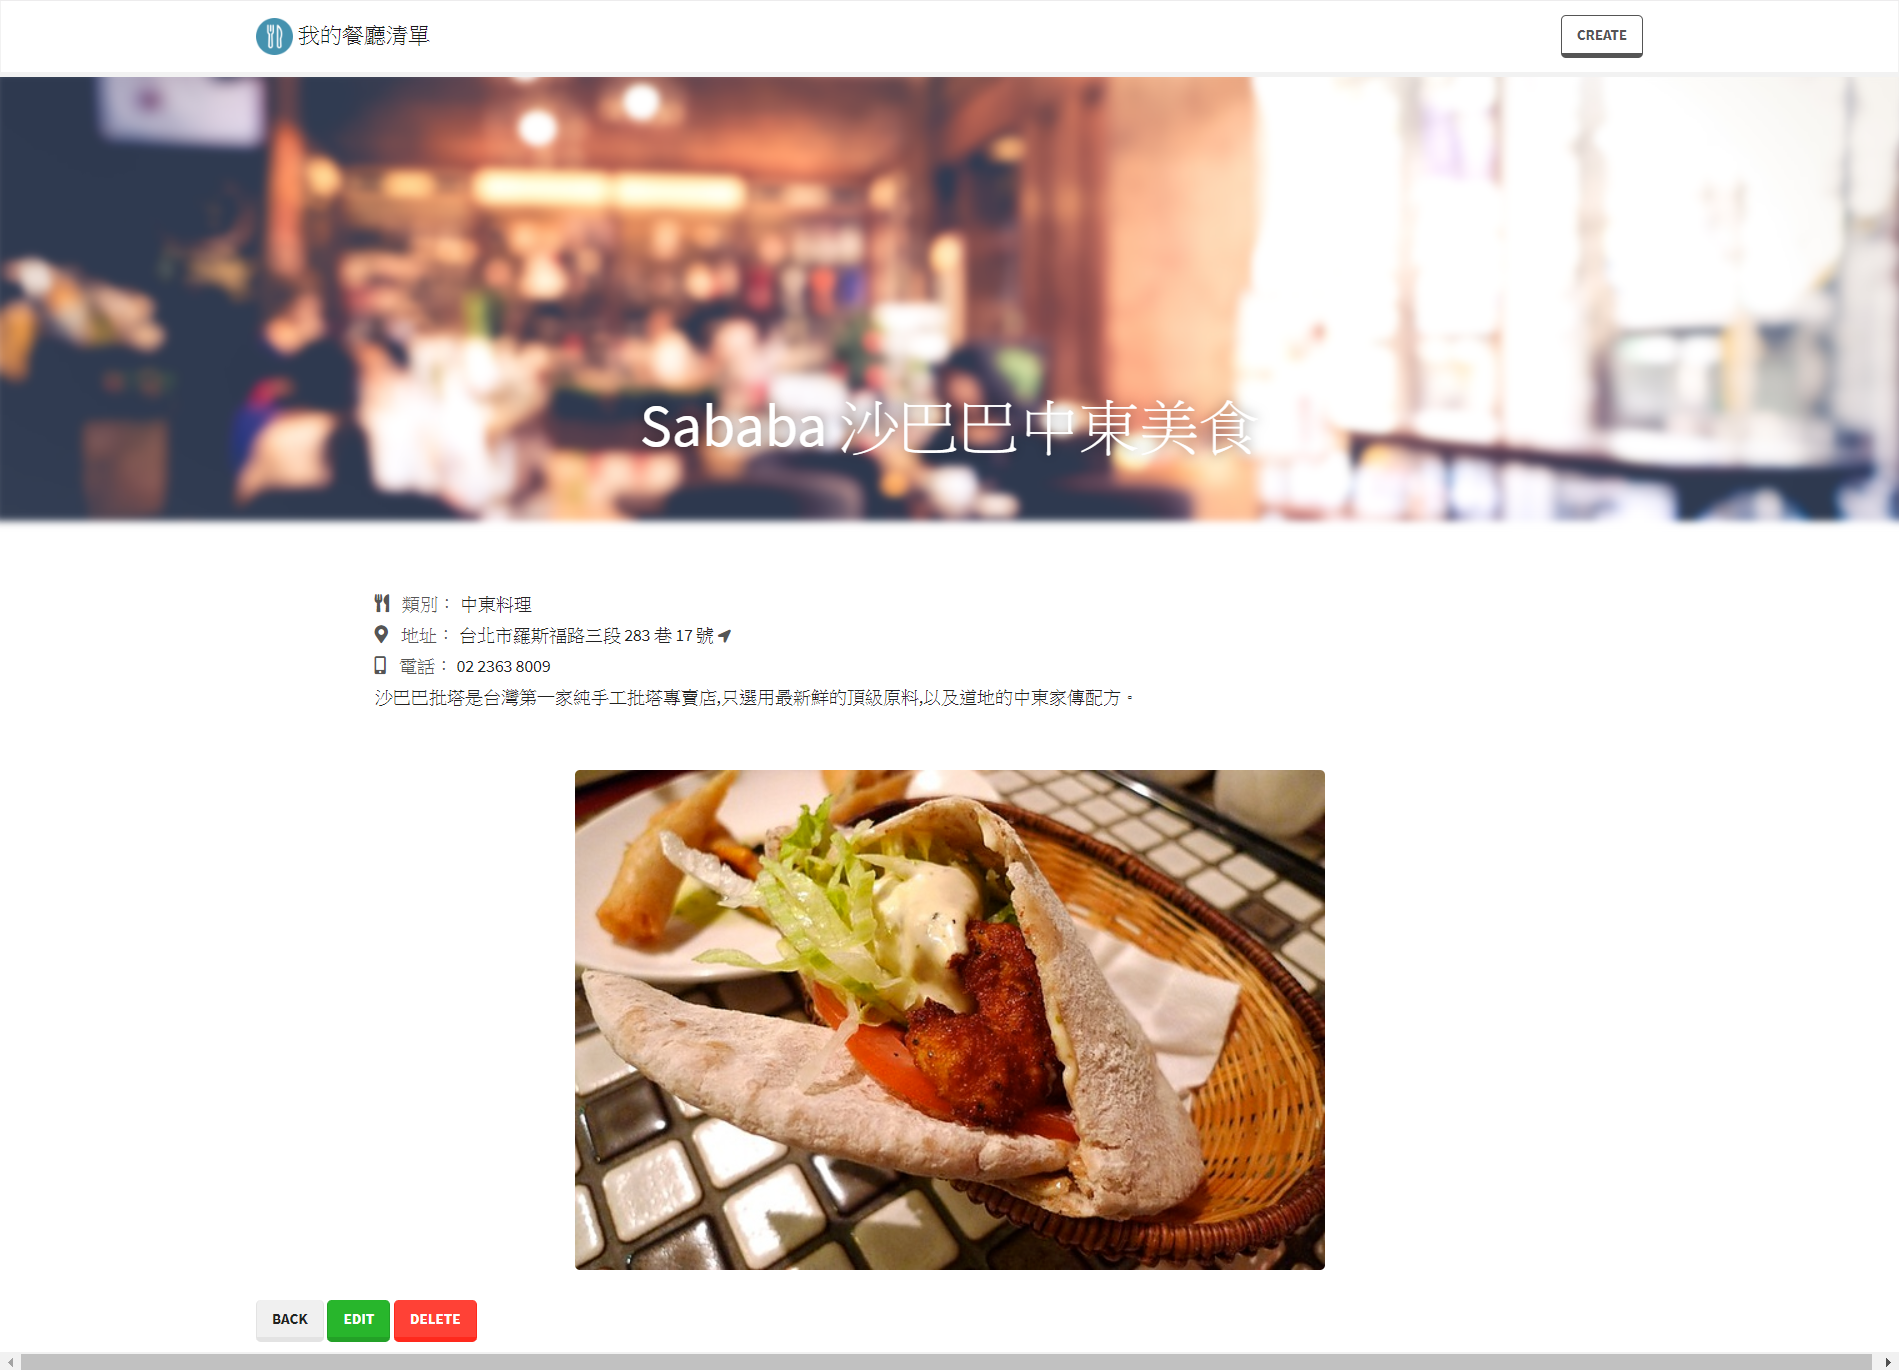 我的餐廳清單
CREATE
Sababa 沙巴巴中東美食
類別： 中東料理
地址： 台北市羅斯福路三段 283 巷 17 號
電話： 02 2363 8009
沙巴巴批塔是台灣第一家純手工批塔專賣店,只選用最新鮮的頂級原料,以及道地的中東家傳配方。
BACK EDIT DELETE